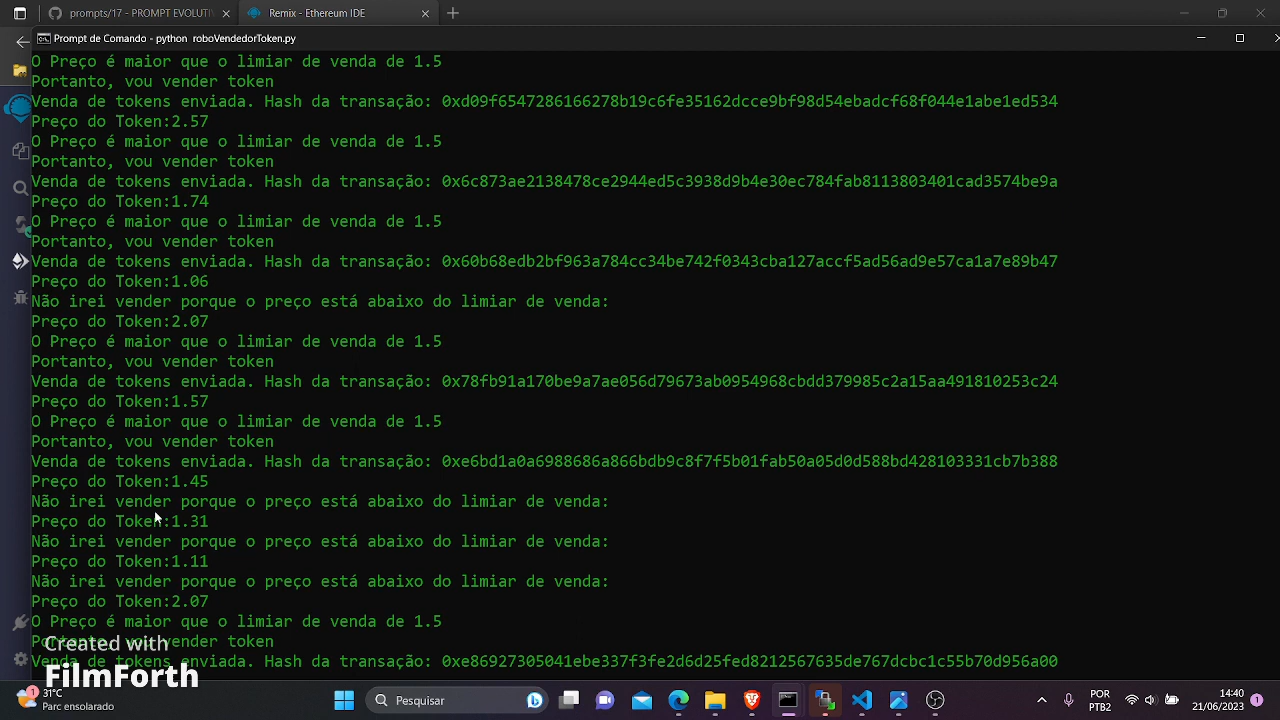 prompts/17 - PROMPT EVOLUTIV
Remix - Ethereum IDE
Prompt de Comando - python roboVendedorToken.py
O Preço é maior que o limiar de venda de 1.5
Portanto, vou vender token
Venda de tokens enviada. Hash da transação: 0xd09f6547286166278b19c6fe35162dcce9bf98d54ebadcf68f044e1abe1ed534
Preço do Token:2.57
O Preço é maior que o limiar de venda de 1.5
Portanto, vou vender token
Venda de tokens enviada. Hash da transação: 0x6c873ae2138478ce2944ed5c3938d9b4e30ec784fab8113803401cad3574be9a
Preço do Token:1.74
O Preço é maior que o limiar de venda de 1.5
Portanto, vou vender token
Venda de tokens enviada. Hash da transação: 0x60b68edb2bf963a784cc34be742f0343cba127accf5ad56ad9e57ca1a7e89b47
Preço do Token:1.06
Não irei vender porque o preço está abaixo do limiar de venda:
Preço do Token:2.07
O Preço é maior que o limiar de venda de 1.5
Portanto, vou vender token
Venda de tokens enviada. Hash da transação: 0x78fb91a170be9a7ae056d79673ab0954968cbdd379985c2a15aa491810253c24
Preço do Token:1.57
O Preço é maior que o limiar de venda de 1.5
Portanto, vou vender token
Venda de tokens enviada. Hash da transação: 0xe6bd1a0a6988686a866bdb9c8f7f5b01fab50a05d0d588bd428103331cb7b388
Preço do Token:1.45
Não irei vender porque o preço está abaixo do limiar de venda:
Preço do Token:1.31
Não irei vender porque o preço está abaixo do limiar de venda:
Preço do Token:1.11
Não irei vender porque o preço está abaixo do limiar de venda:
Preço do Token:2.07
O Preço é maior que o limiar de venda de 1.5
Portanto, vou vender token
Venda de tokens enviada. Hash da transação: 0xe86927305041ebe337f3fe2d6d25fed8212567635de767dcbc1c55b70d956a00
Created with
FilmForth
1
31°C
Parc ensolarado
Pesquisar
POR
PTB2
14:10
21/06/2023
1